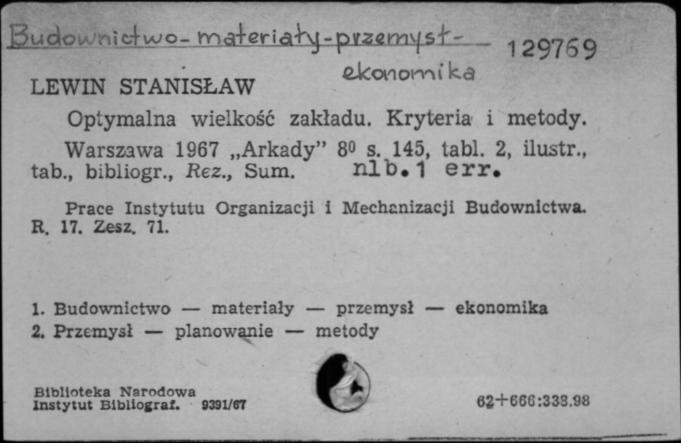 Budownictwo-materiały-przemysł-
ekonomika
129769
LEWIN STANISŁAW
Optymalna wielkość zakładu. Kryteria i metody.
Warszawa 1967 „Arkady” 8⁰ s. 145, tabl. 2, ilustr.,
tab., bibliogr., Rez., Sum. nlb.1 err.
Prace Instytutu Organizacji i Mechanizacji Budownictwa.
R. 17. Zesz. 71.
1. Budownictwo — materiały — przemysł — ekonomika
2. Przemysł — planowanie — metody
Biblioteka Narodowa
Instytut Bibliograf. 9391/67
62+666:338.98